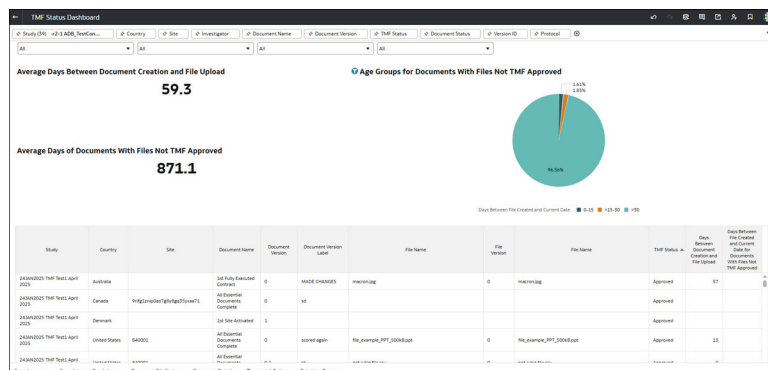 TMF Status Dashboard
Study (39) Country Site Investigator Document Name Document Version TMF Status Document Status Version ID Protocol
All All All All
Average Days Between Document Creation and File Upload
59.3
Average Days of Documents With Files Not TMF Approved
871.1
Age Groups for Documents With Files Not TMF Approved
1.61%
1.83%
96.56%
Days Between File Created and Current Date 0-15 >15-30 >30
Study Country Site Document Name Document Version Document Version Label File Name File Version File Name TMF Status Days Between Document Creation and File Upload Days Between File Created and Current Date for Documents With Files Not TMF Approved
24JAN2025 TMF Test1 April 2025 Australia 1st Fully Executed Contract 0 MADE CHANGES macron.jpg 0 macron.jpg Approved 57
24JAN2025 TMF Test1 April 2025 Canada All Essential Documents Complete 0 Approved
24JAN2025 TMF Test1 April 2025 Denmark 1st Site Activated 1 Approved
24JAN2025 TMF Test1 April 2025 United States 840001 All Essential Documents Complete 0 scored again file_example_PPT_500kB.ppt 0 file_example_PPT_500kB.ppt Approved 13
24JAN2025 TMF Test1 April All Essential